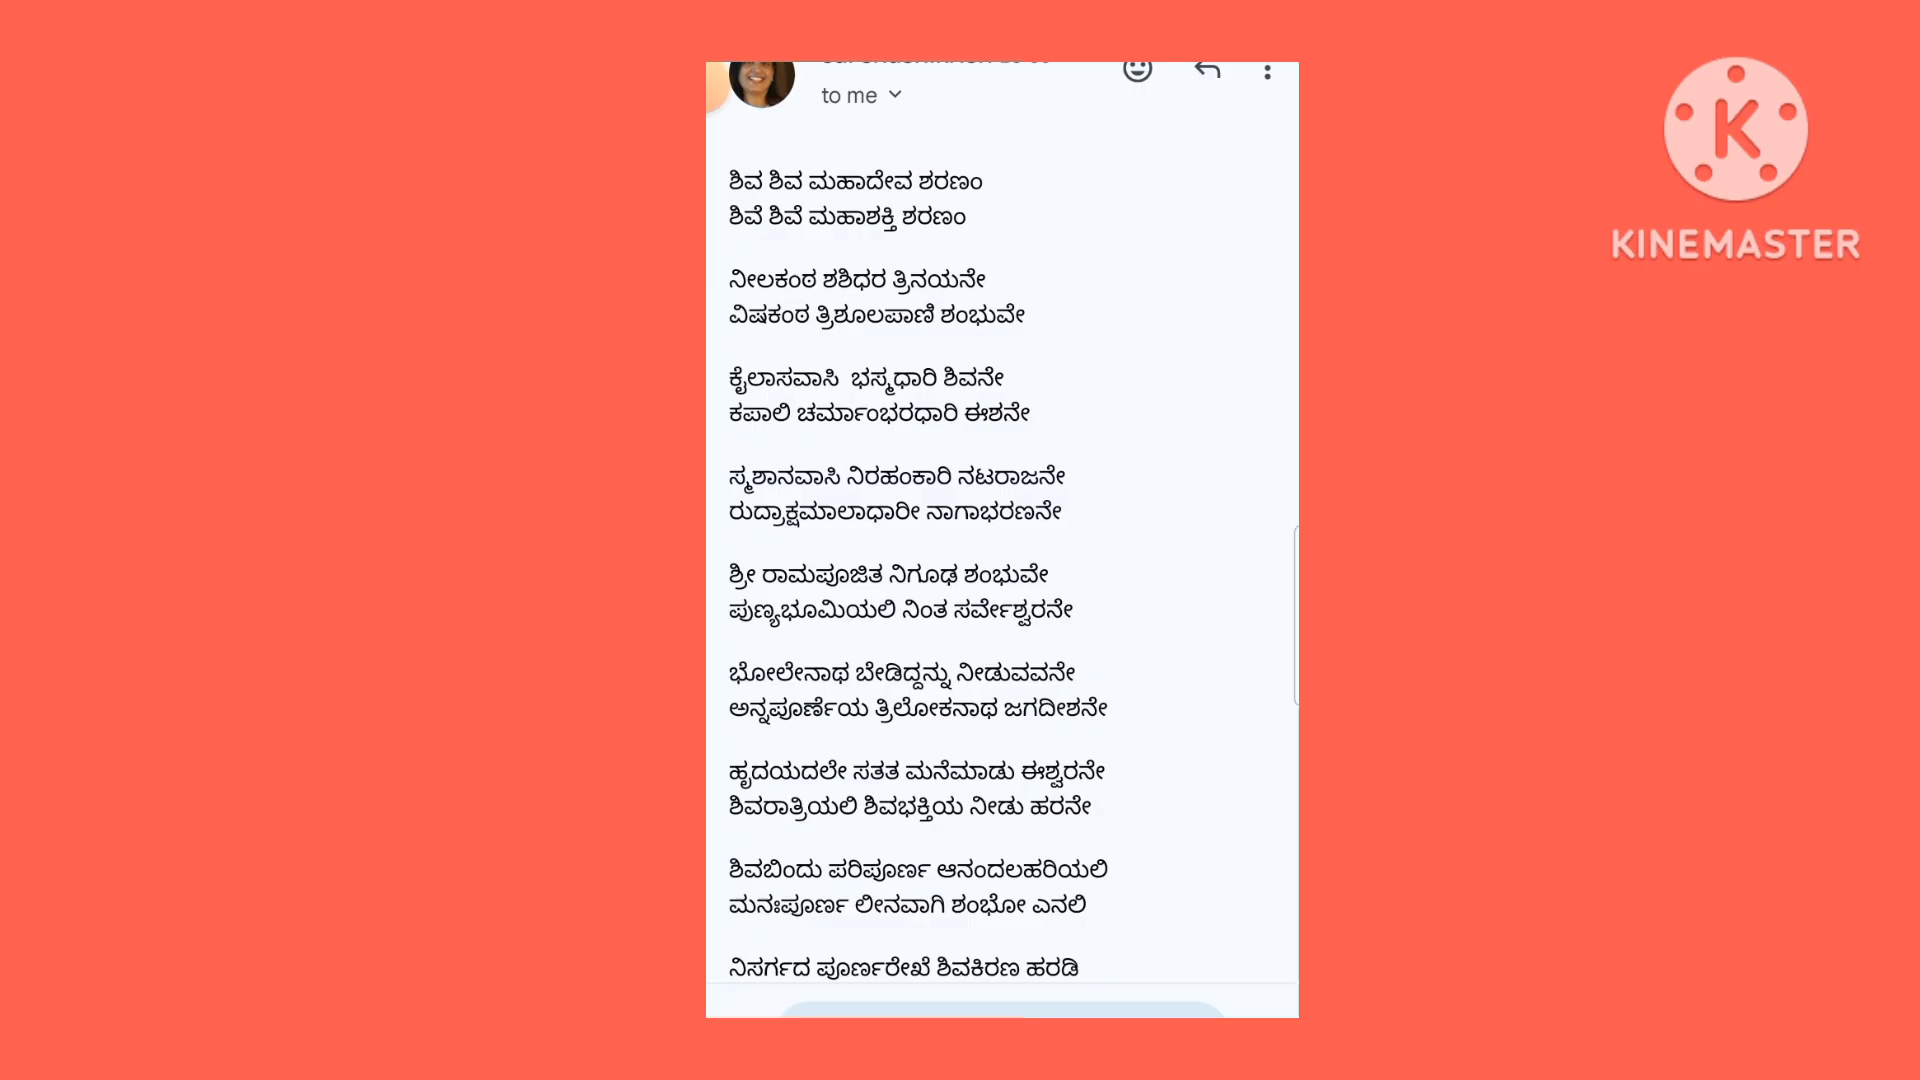 to me
KINEMASTER
ಶಿವ ಶಿವ ಮಹಾದೇವ ಶರಣಂ
ಶಿವೆ ಶಿವೆ ಮಹಾಶಕ್ತಿ ಶರಣಂ
ನೀಲಕಂಠ ಶಶಿಧರ ತ್ರಿನಯನೇ
ವಿಷಕಂಠ ತ್ರಿಶೂಲಪಾಣಿ ಶಂಭುವೇ
ಕೈಲಾಸವಾಸಿ ಭಸ್ಮಧಾರಿ ಶಿವನೇ
ಕಪಾಲಿ ಚರ್ಮಾಂಭರಧಾರಿ ಈಶನೇ
ಸ್ಮಶಾನವಾಸಿ ನಿರಹಂಕಾರಿ ನಟರಾಜನೇ
ರುದ್ರಾಕ್ಷಮಾಲಾಧಾರೀ ನಾಗಾಭರಣನೇ
ಶ್ರೀ ರಾಮಪೂಜಿತ ನಿಗೂಢ ಶಂಭುವೇ
ಪುಣ್ಯಭೂಮಿಯಲಿ ನಿಂತ ಸರ್ವೇಶ್ವರನೇ
ಭೋಲೇನಾಥ ಬೇಡಿದ್ದನ್ನು ನೀಡುವವನೇ
ಅನ್ನಪೂರ್ಣೆಯ ತ್ರಿಲೋಕನಾಥ ಜಗದೀಶನೇ
ಹೃದಯದಲೇ ಸತತ ಮನೆಮಾಡು ಈಶ್ವರನೇ
ಶಿವರಾತ್ರಿಯಲಿ ಶಿವಭಕ್ತಿಯ ನೀಡು ಹರನೇ
ಶಿವಬಿಂದು ಪರಿಪೂರ್ಣ ಆನಂದಲಹರಿಯಲಿ
ಮನಃಪೂರ್ಣ ಲೀನವಾಗಿ ಶಂಭೋ ಎನಲಿ
ನಿಸರ್ಗದ ಪೂರ್ಣರೇಖೆ ಶಿವಕಿರಣ ಹರಡಿ